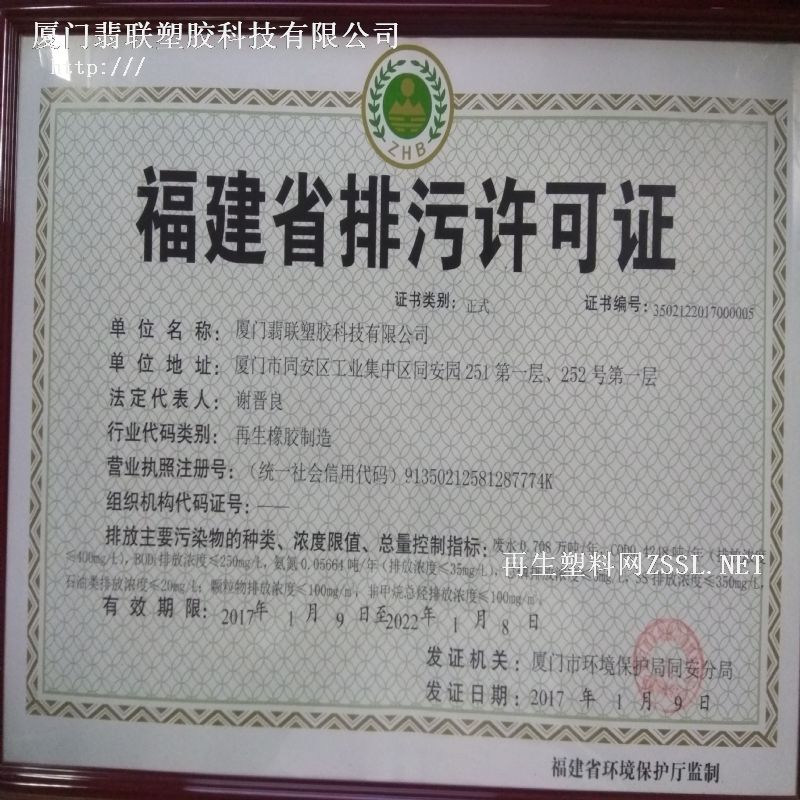 厦门翡联塑胶科技有限公司
http:///
ZHB
福建省排污许可证
证书类别：正式 证书编号：3502122017000005
单位名称：厦门翡联塑胶科技有限公司
单位地址：厦门市同安区工业集中区同安园251第一层、252号第一层
法定代表人：谢晋良
行业代码类别：再生橡胶制造
营业执照注册号：（统一社会信用代码）91350212581287774K
组织机构代码证号：——
排放主要污染物的种类、浓度限值、总量控制指标：废水0.708万吨/年
≤400mg/L），BOD5排放浓度≤250mg/L，氨氮0.05664吨/年（排放浓度≤35mg/L），SS排放浓度≤350mg/L，
再生塑料网ZSSL.NET
石油类排放浓度≤20mg/L；颗粒物排放浓度≤100mg/m³，非甲烷总烃排放浓度≤100mg/m³。
有效期限：2017年1月9日至2022年1月8日
发证机关：厦门市环境保护局同安分局
发证日期：2017年1月9日
福建省环境保护厅监制